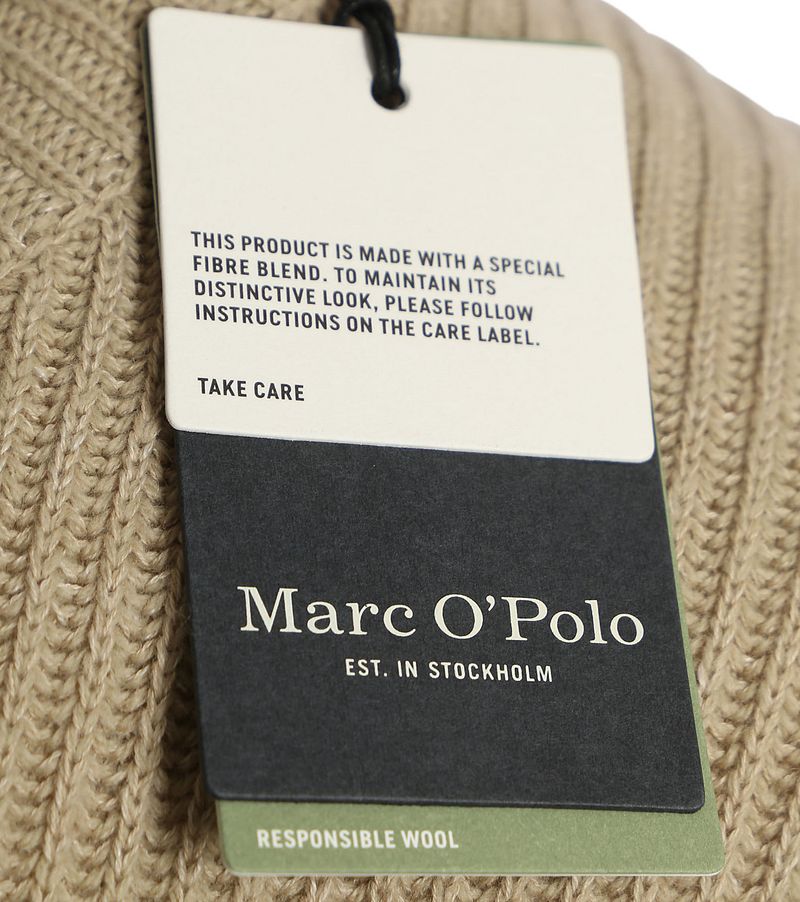 THIS PRODUCT IS MADE WITH A SPECIAL
FIBRE BLEND. TO MAINTAIN ITS
DISTINCTIVE LOOK, PLEASE FOLLOW
INSTRUCTIONS ON THE CARE LABEL.
TAKE CARE
Marc O'Polo
EST. IN STOCKHOLM
RESPONSIBLE WOOL